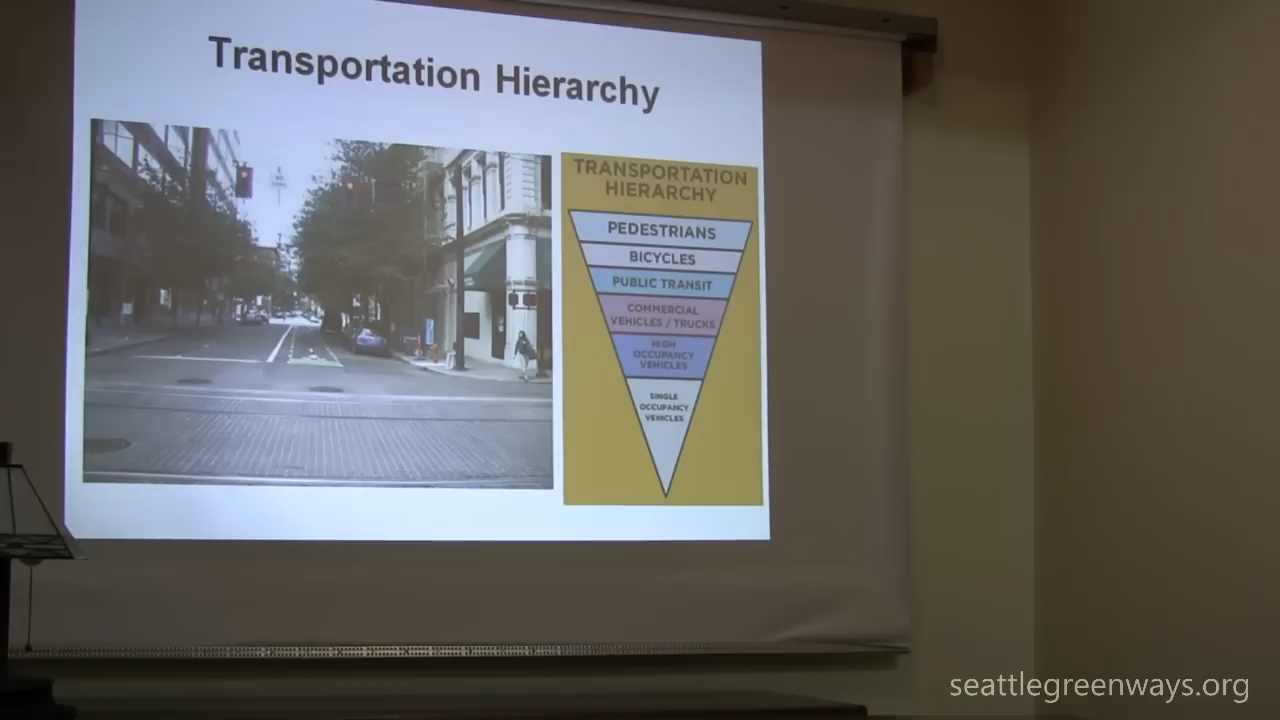 Transportation Hierarchy
TRANSPORTATION
HIERARCHY
PEDESTRIANS
BICYCLES
PUBLIC TRANSIT
COMMERCIAL
VEHICLES / TRUCKS
HIGH
OCCUPANCY
VEHICLES
SINGLE
OCCUPANCY
VEHICLES
seattlegreenways.org